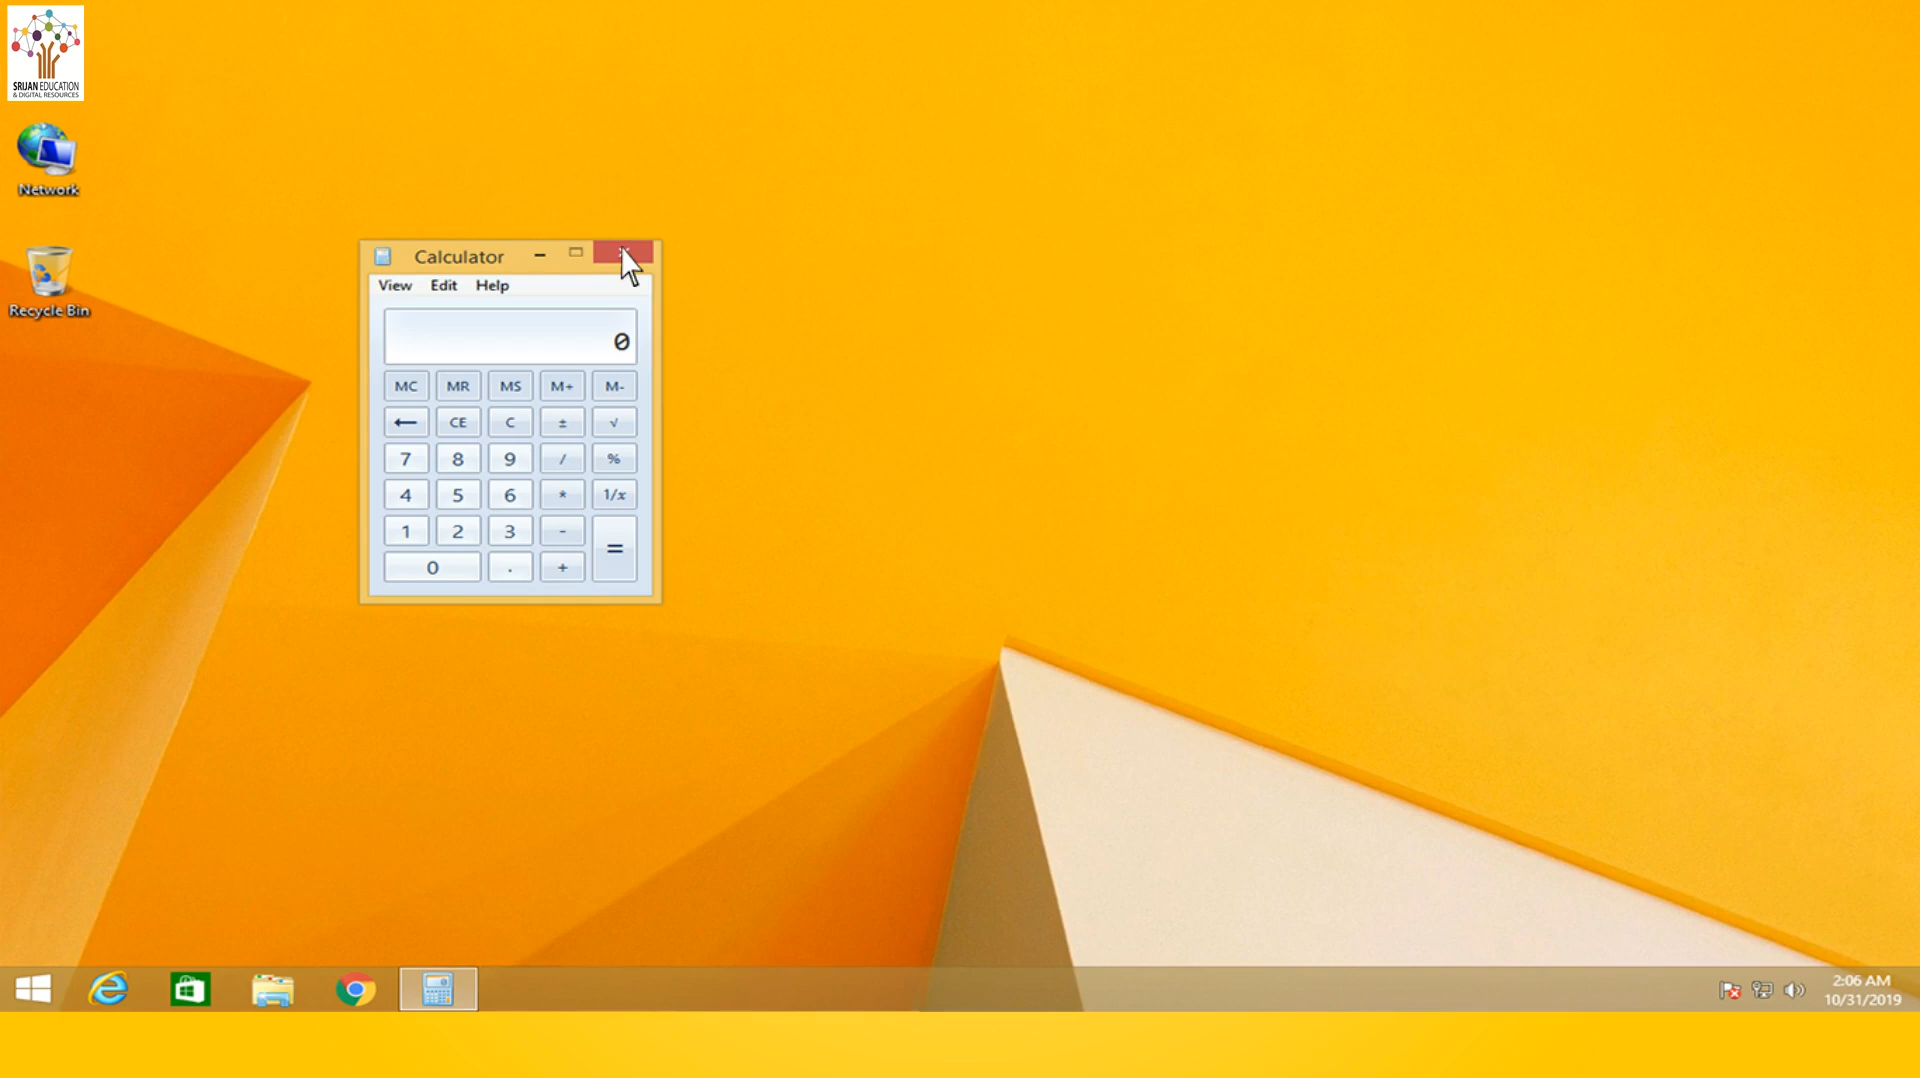 SRIJAN EDUCATION
& DIGITAL RESOURCES
Network
Recycle Bin
Calculator
View Edit Help
0
MC MR MS M+ M-
← CE C ± √
7 8 9 / %
4 5 6 * 1/x
1 2 3 -
=
0 . +
2:06 AM
10/31/2019